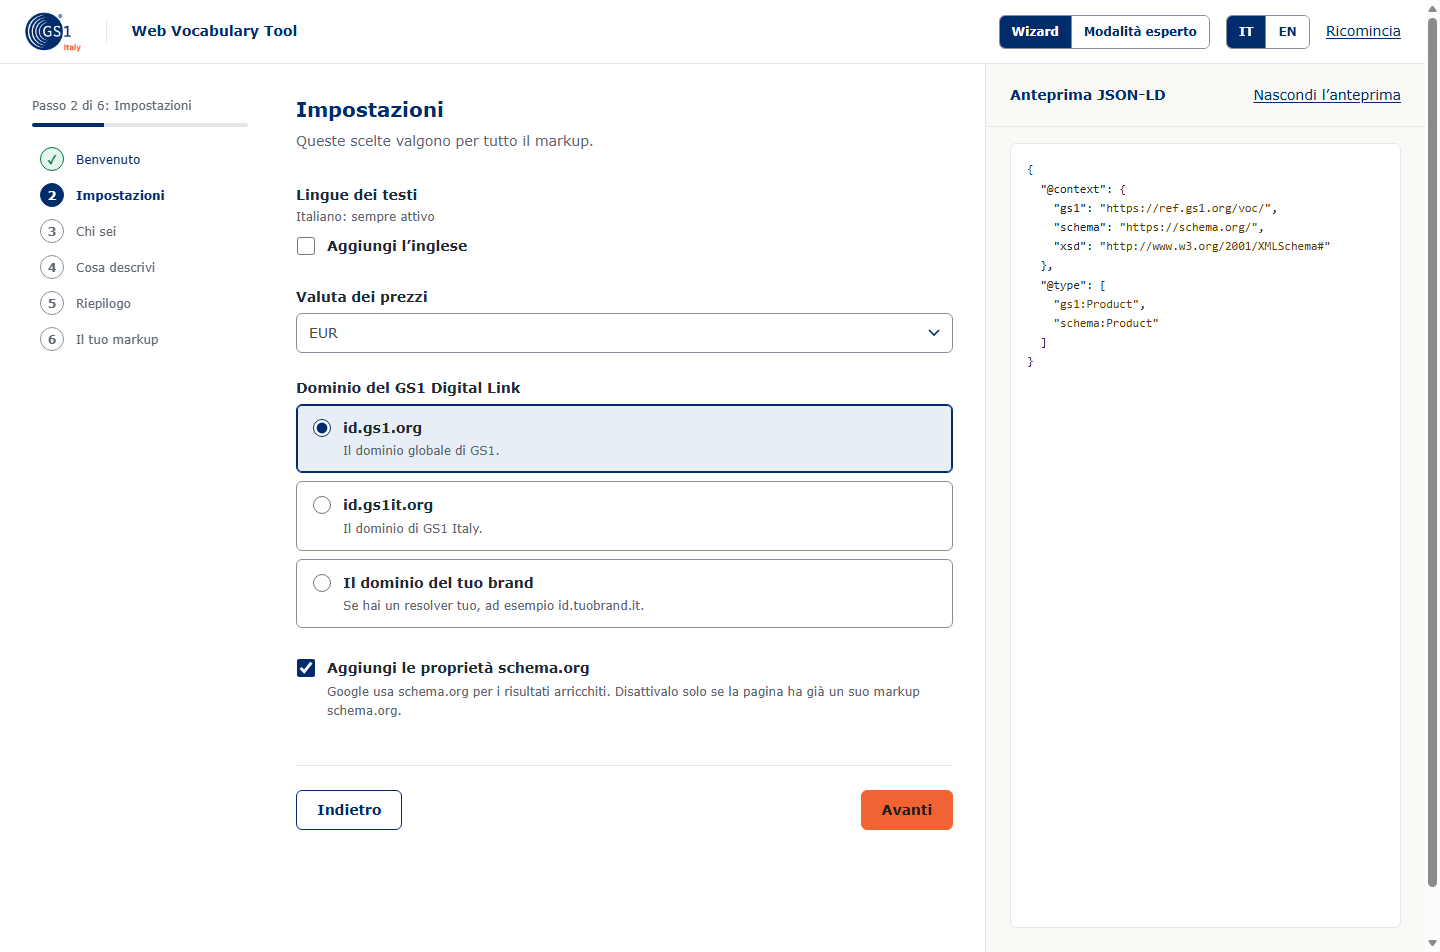 GS1
Italy
Web Vocabulary Tool
Wizard
Modalità esperto
IT
EN
Ricomincia
Passo 2 di 6: Impostazioni
✓ Benvenuto
2 Impostazioni
3 Chi sei
4 Cosa descrivi
5 Riepilogo
6 Il tuo markup
Impostazioni
Queste scelte valgono per tutto il markup.
Lingue dei testi
Italiano: sempre attivo
Aggiungi l’inglese
Valuta dei prezzi
EUR
Dominio del GS1 Digital Link
id.gs1.org
Il dominio globale di GS1.
id.gs1it.org
Il dominio di GS1 Italy.
Il dominio del tuo brand
Se hai un resolver tuo, ad esempio id.tuobrand.it.
Aggiungi le proprietà schema.org
Google usa schema.org per i risultati arricchiti. Disattivalo solo se la pagina ha già un suo markup
schema.org.
Indietro
Avanti
Anteprima JSON-LD
Nascondi l’anteprima
{
"@context": {
"gs1": "https://ref.gs1.org/voc/",
"schema": "https://schema.org/",
"xsd": "http://www.w3.org/2001/XMLSchema#"
},
"@type": [
"gs1:Product",
"schema:Product"
]
}